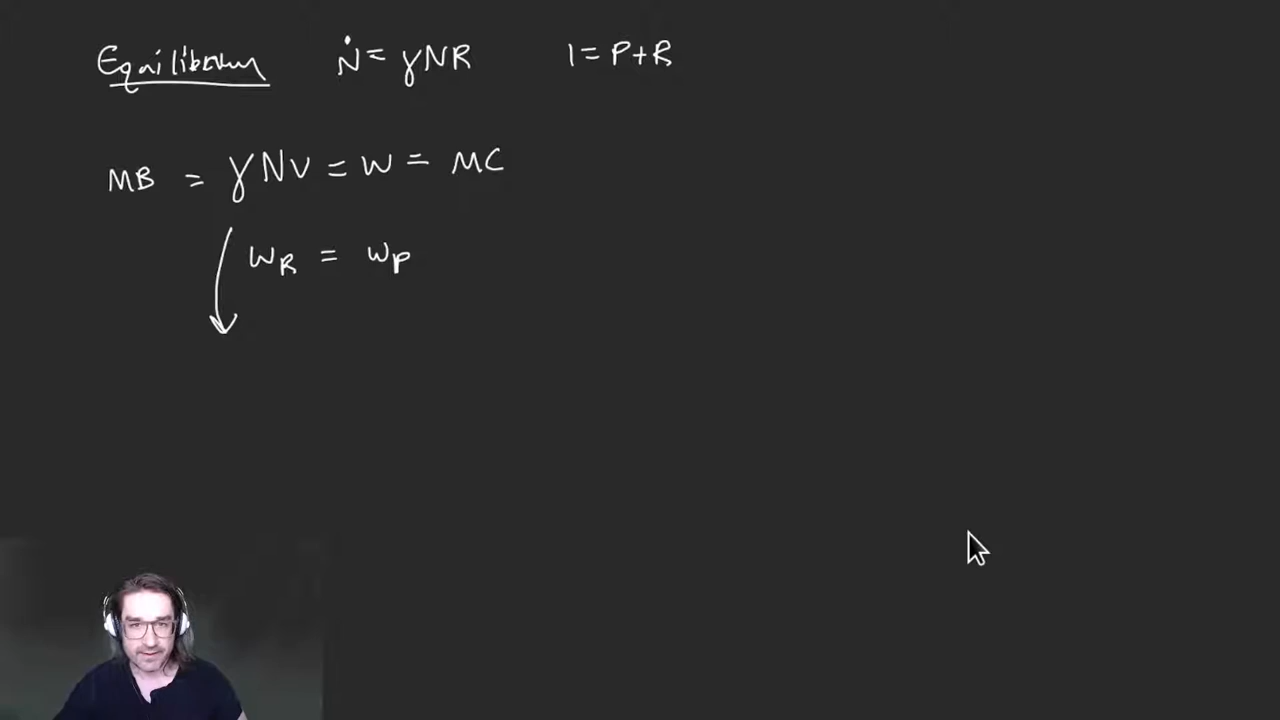 Equilibrium Ṅ = γNR 1 = P+R
MB = γNv = w = MC
w_R = w_P